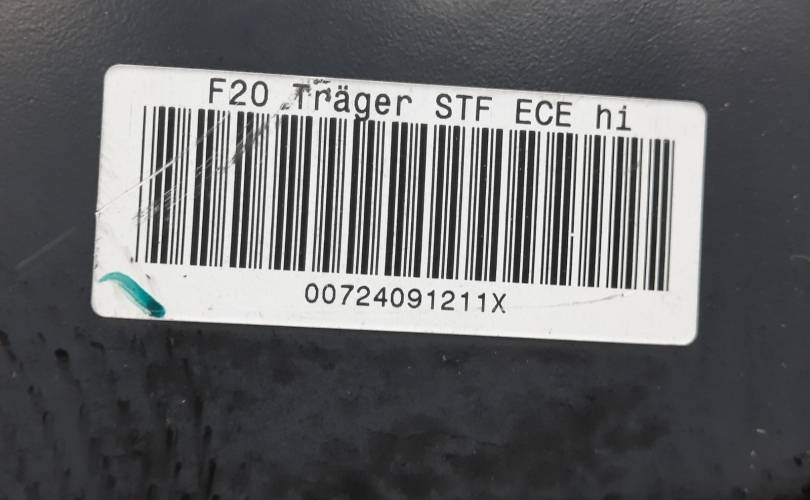 F20 Träger STF ECE hi
00724091211X